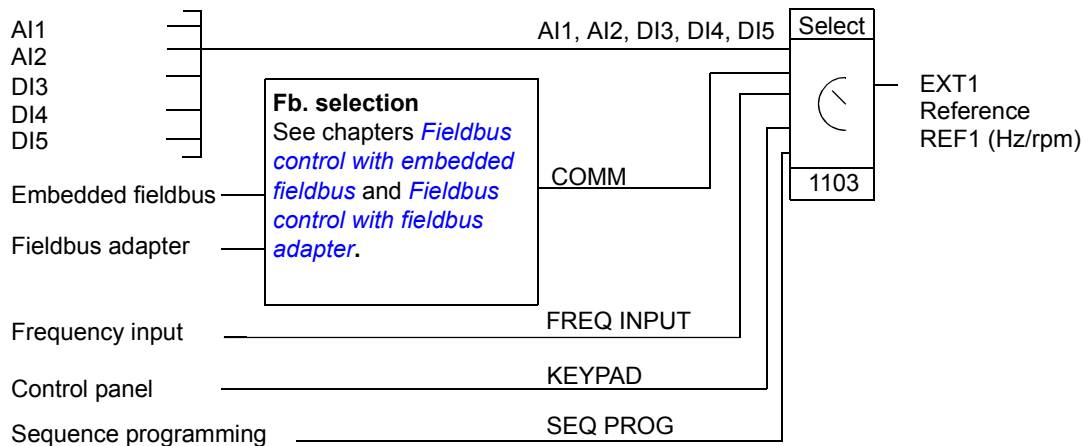 AI1
AI2
DI3
DI4
DI5
AI1, AI2, DI3, DI4, DI5
Select
EXT1
Reference
REF1 (Hz/rpm)
1103
Fb. selection
See chapters Fieldbus
control with embedded
fieldbus and Fieldbus
control with fieldbus
adapter.
COMM
Embedded fieldbus
Fieldbus adapter
Frequency input
FREQ INPUT
Control panel
KEYPAD
Sequence programming
SEQ PROG